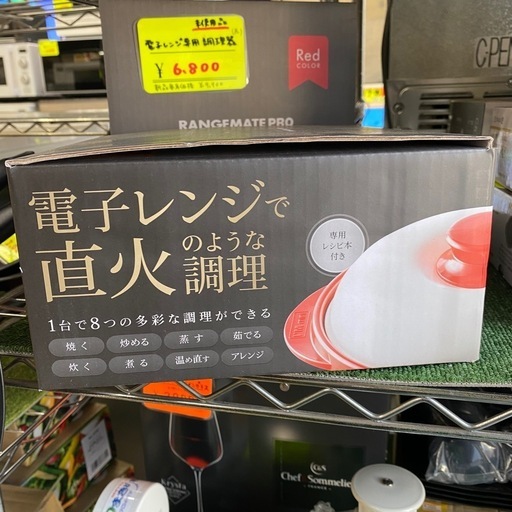 未使用品
電子レンジ専用調理器
¥6,800
Red
COLOR
RANGEMATE PRO
電子レンジで
直火のような
調理
1台で8つの多彩な調理ができる
焼く 炒める 蒸す 茹でる
炊く 煮る 温め直す アレンジ
専用
レシピ本
付き
Krysta
C&S
Chef Sommelier